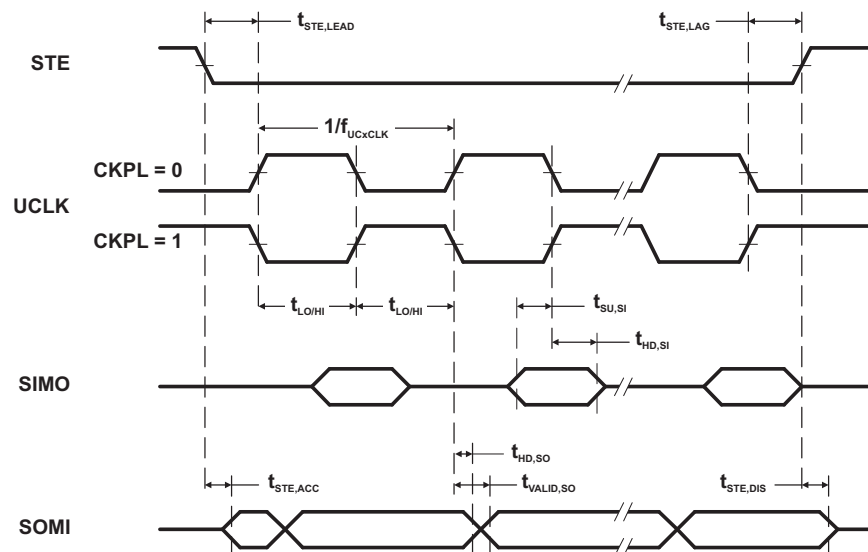 tSTE,LEAD
tSTE,LAG
STE
1/fUCxCLK
CKPL = 0
UCLK
CKPL = 1
tLO/HI tLO/HI
tSU,SI
tHD,SI
SIMO
tHD,SO
tSTE,ACC tVALID,SO tSTE,DIS
SOMI